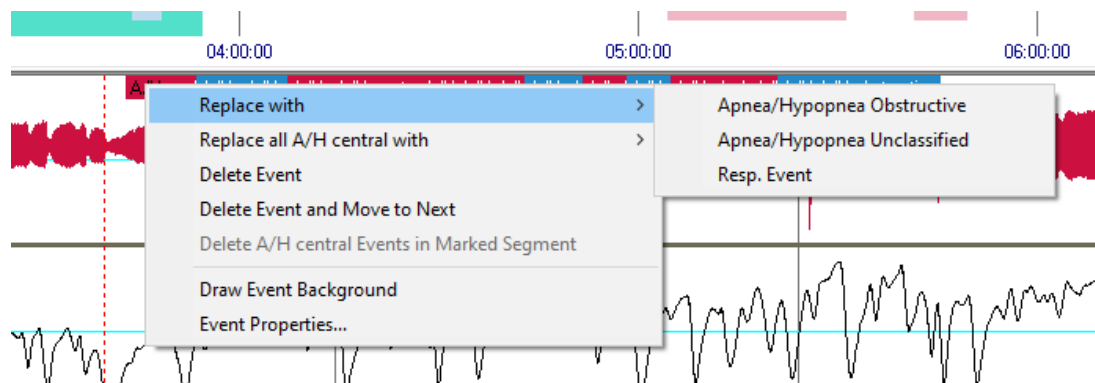 04:00:00
05:00:00
06:00:00
Replace with
Replace all A/H central with
Delete Event
Delete Event and Move to Next
Delete A/H central Events in Marked Segment
Draw Event Background
Event Properties...
Apnea/Hypopnea Obstructive
Apnea/Hypopnea Unclassified
Resp. Event